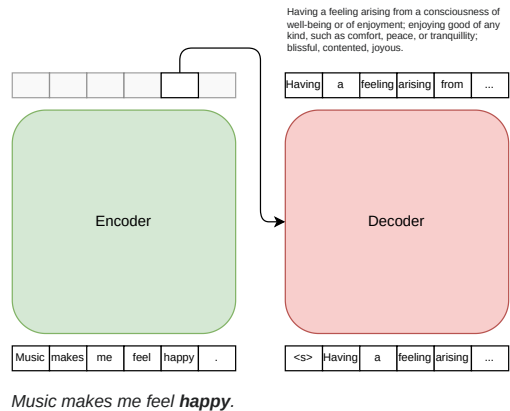 Having a feeling arising from a consciousness of
well-being or of enjoyment; enjoying good of any
kind, such as comfort, peace, or tranquillity;
blissful, contented, joyous.
Having a feeling arising from ...
Encoder
Decoder
Music makes me feel happy .
<s> Having a feeling arising ...
Music makes me feel happy.